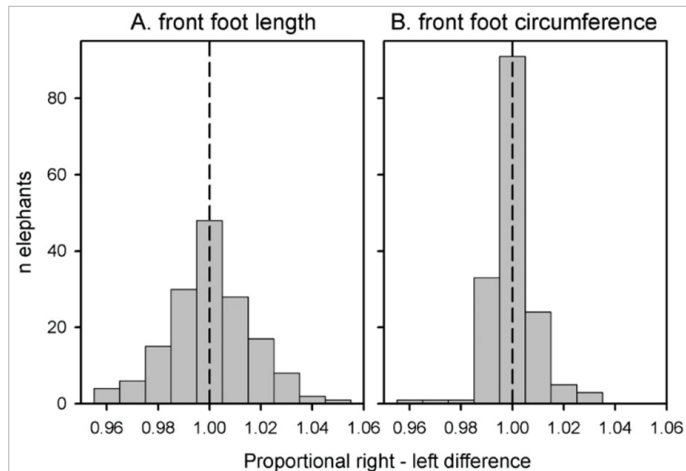 A. front foot length
B. front foot circumference
n elephants
80
60
40
20
0
0.96 0.98 1.00 1.02 1.04 1.06
0.96 0.98 1.00 1.02 1.04 1.06
Proportional right - left difference